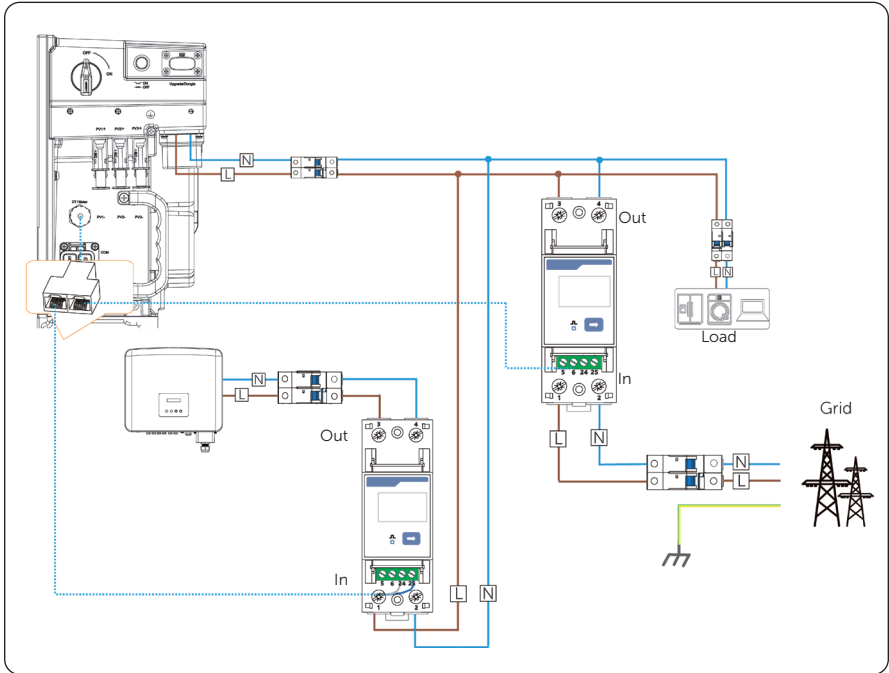 OFF
ON
ON
OFF
Upgrade/Dongle
PV1+ PV2+ PV3+
CT / Meter
PV1- PV2- PV3-
COM
N
L
3 4
Out
5 6 24 25
In
1 2
L N
L N
Load
Grid
N
L
N
L
3 4
Out
5 6 24 25
In
1 2
L N